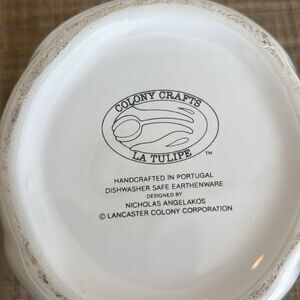 COLONY CRAFTS
LA TULIPE ™
HANDCRAFTED IN PORTUGAL
DISHWASHER SAFE EARTHENWARE
DESIGNED BY
NICHOLAS ANGELAKOS
© LANCASTER COLONY CORPORATION